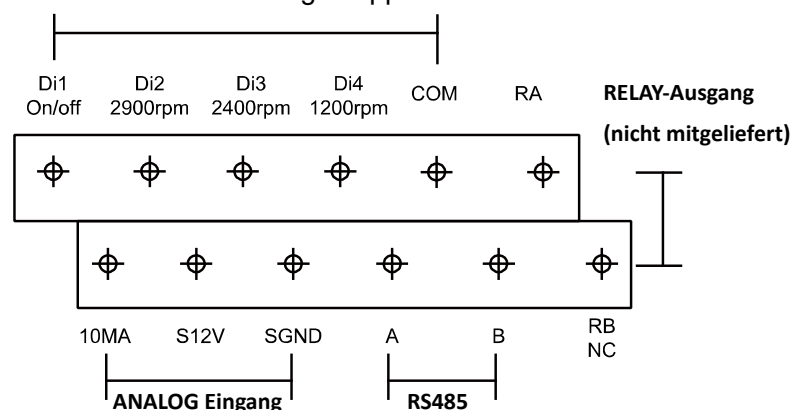 Di1 Di2 Di3 Di4 COM RA
On/off 2900rpm 2400rpm 1200rpm
RELAY-Ausgang
(nicht mitgeliefert)
10MA S12V SGND A B RB
NC
ANALOG Eingang RS485